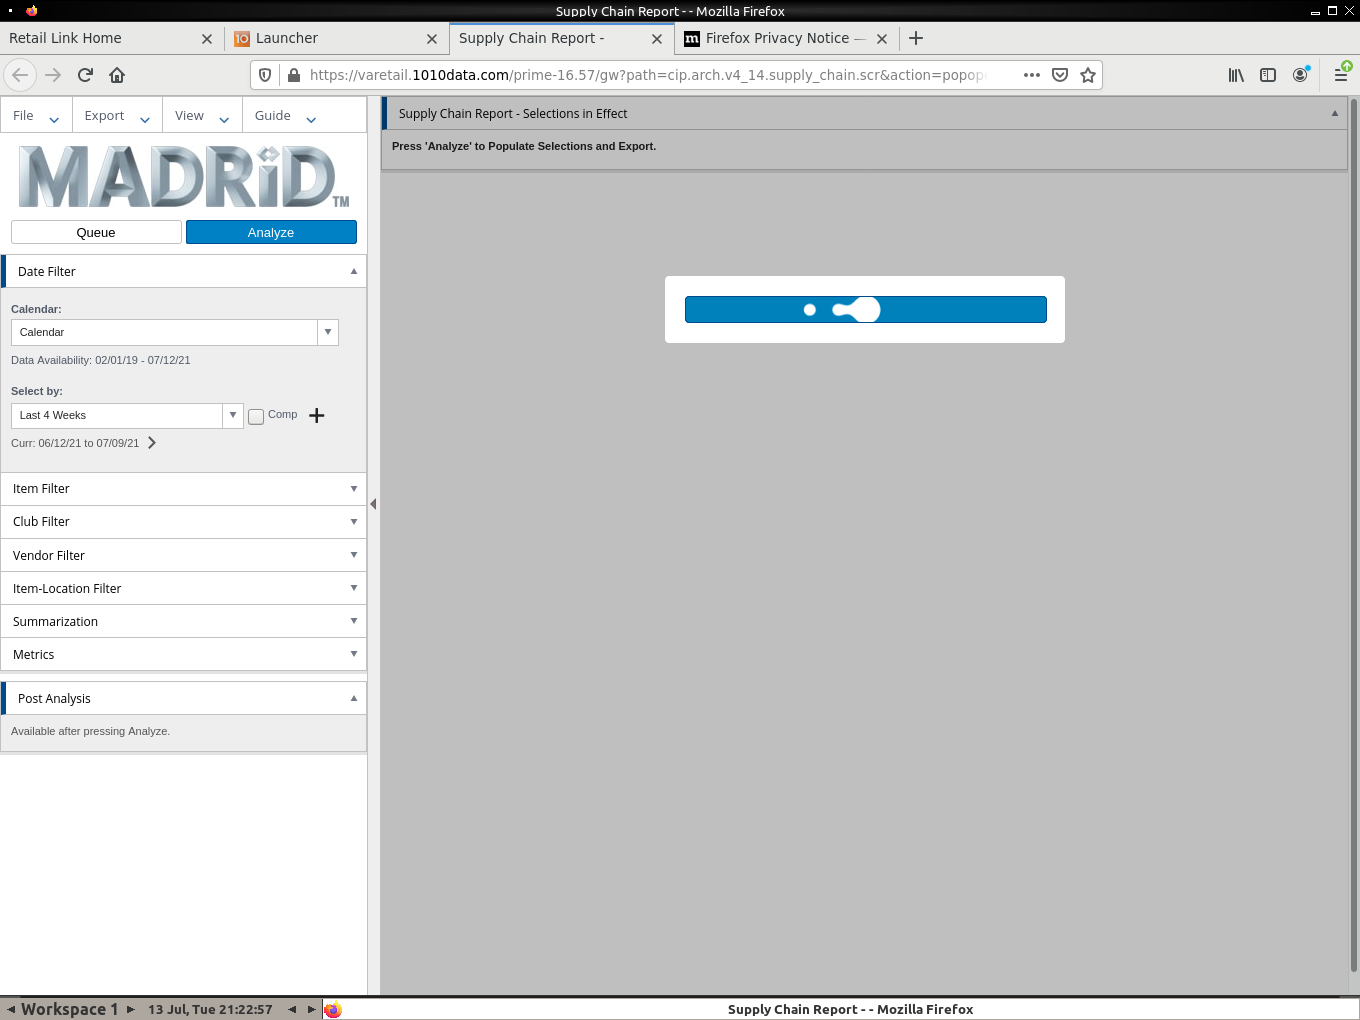 Supply Chain Report - - Mozilla Firefox
Retail Link Home
10 Launcher
Supply Chain Report -
m Firefox Privacy Notice —
https://varetail.1010data.com/prime-16.57/gw?path=cip.arch.v4_14.supply_chain.scr&action=popop
File
Export
View
Guide
MADRID™
Queue
Analyze
Date Filter
Calendar:
Calendar
Data Availability: 02/01/19 - 07/12/21
Select by:
Last 4 Weeks
Comp
Curr: 06/12/21 to 07/09/21
Item Filter
Club Filter
Vendor Filter
Item-Location Filter
Summarization
Metrics
Post Analysis
Available after pressing Analyze.
Supply Chain Report - Selections in Effect
Press 'Analyze' to Populate Selections and Export.
Workspace 1
13 Jul, Tue 21:22:57
Supply Chain Report - - Mozilla Firefox